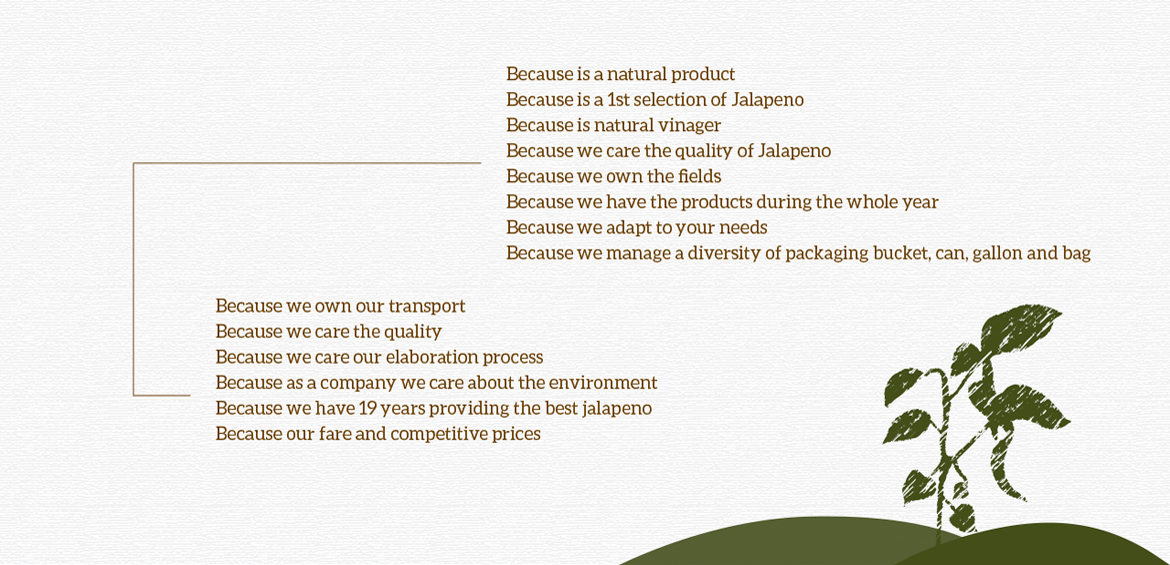 Because is a natural product
Because is a 1st selection of Jalapeno
Because is natural vinager
Because we care the quality of Jalapeno
Because we own the fields
Because we have the products during the whole year
Because we adapt to your needs
Because we manage a diversity of packaging bucket, can, gallon and bag
Because we own our transport
Because we care the quality
Because we care our elaboration process
Because as a company we care about the environment
Because we have 19 years providing the best jalapeno
Because our fare and competitive prices